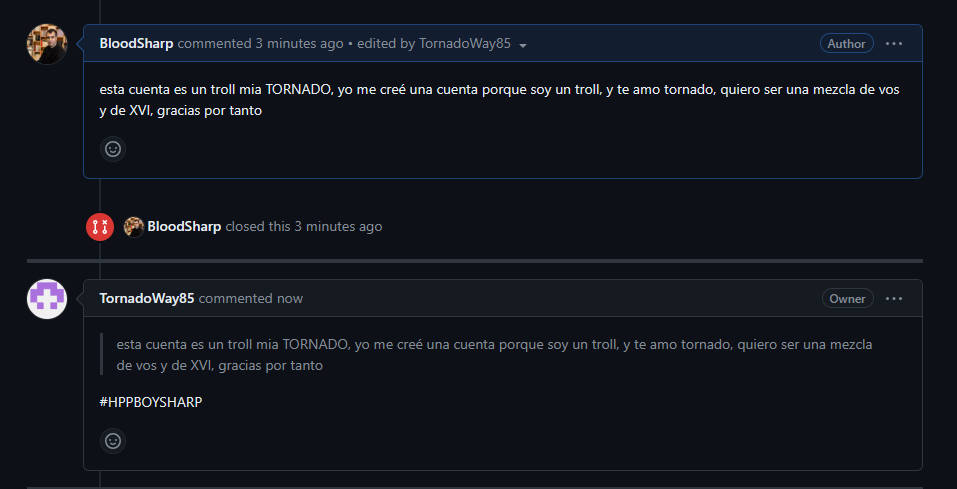 BloodSharp commented 3 minutes ago • edited by TornadoWay85
Author
esta cuenta es un troll mia TORNADO, yo me creé una cuenta porque soy un troll, y te amo tornado, quiero ser una mezcla de vos
y de XVI, gracias por tanto
BloodSharp closed this 3 minutes ago
TornadoWay85 commented now
Owner
esta cuenta es un troll mia TORNADO, yo me creé una cuenta porque soy un troll, y te amo tornado, quiero ser una mezcla
de vos y de XVI, gracias por tanto
#HPPBOYSHARP